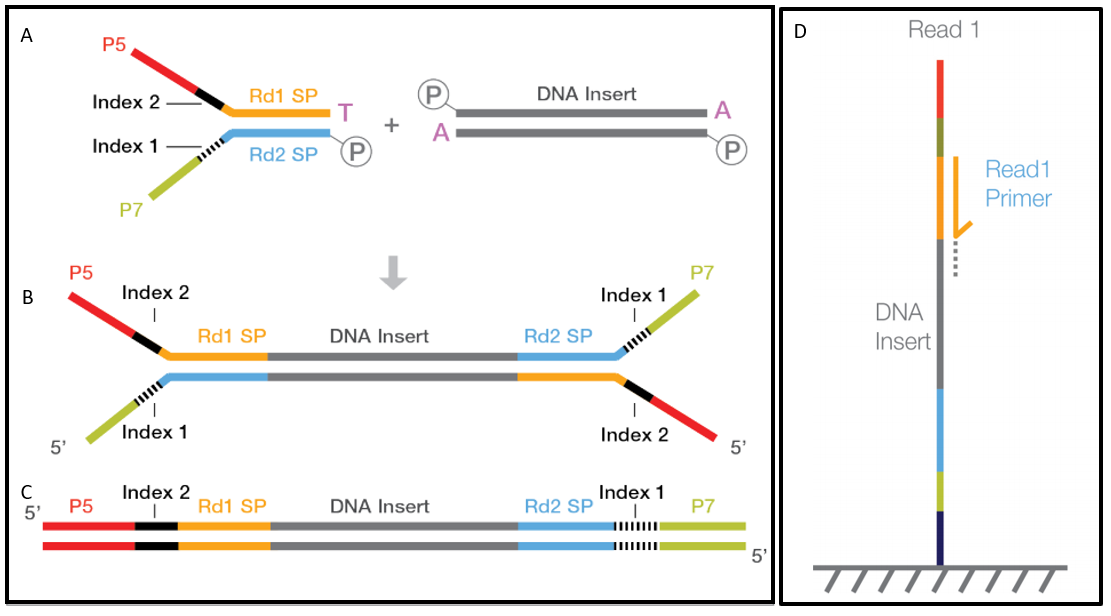 A
P5
Index 2
Rd1 SP
T
Index 1
Rd2 SP
P
P7
+
P
DNA Insert
A
A
P
B
P5
Index 2
Rd1 SP
DNA Insert
Rd2 SP
Index 1
P7
5’
Index 1
Index 2
5’
C
5’
P5
Index 2
Rd1 SP
DNA Insert
Rd2 SP
Index 1
P7
5’
D
Read 1
Read1
Primer
DNA
Insert